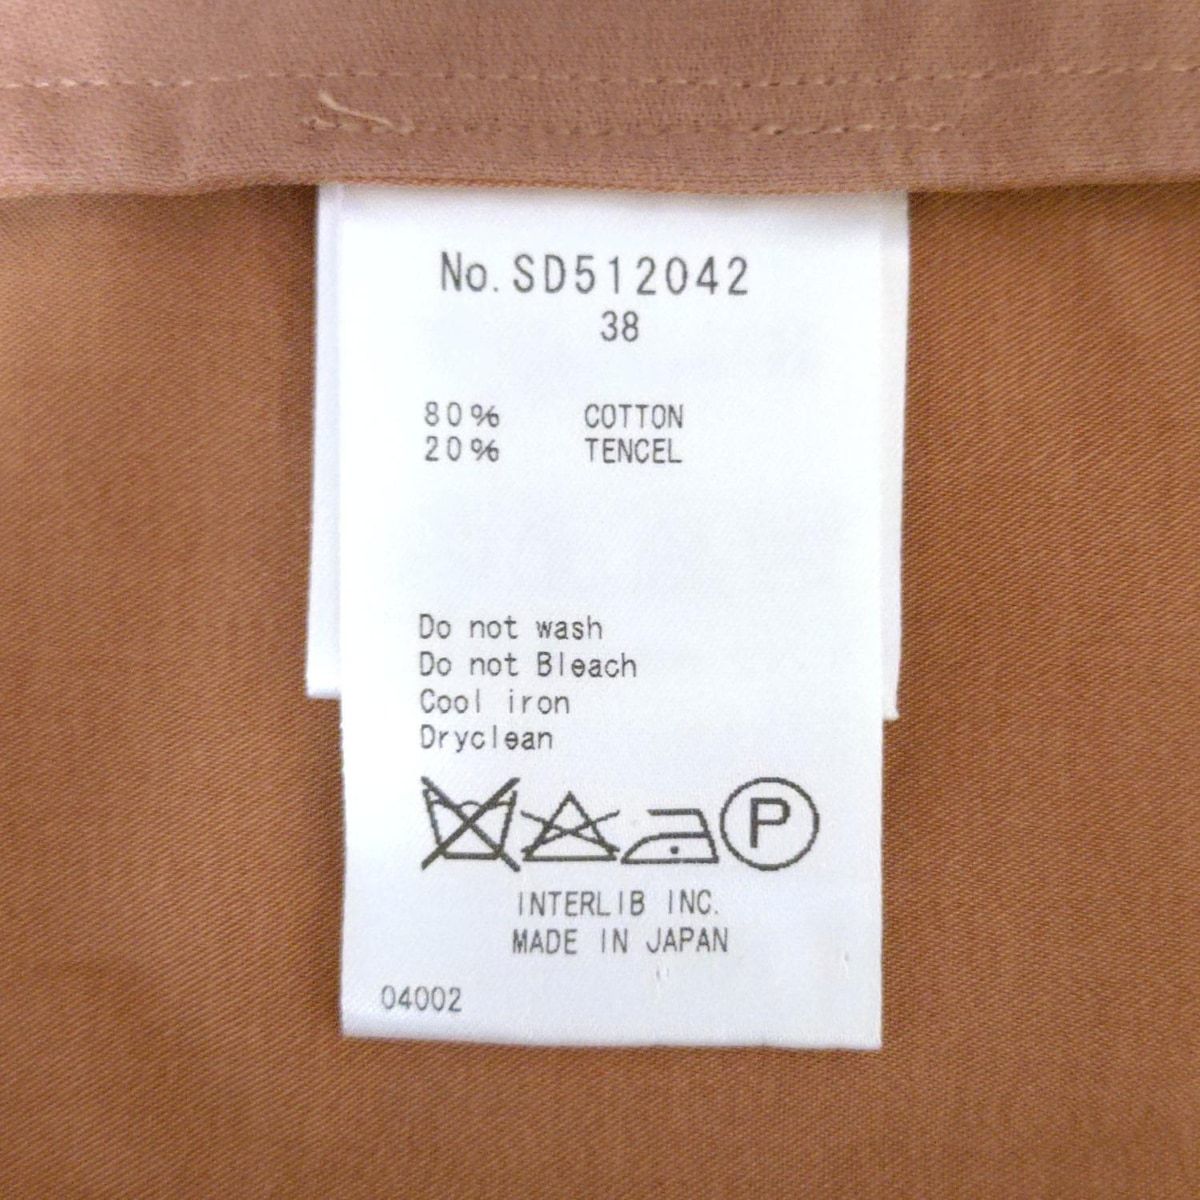 No. SD512042
38
80% COTTON
20% TENCEL
Do not wash
Do not Bleach
Cool iron
Dryclean
P
INTERLIB INC.
MADE IN JAPAN
04002